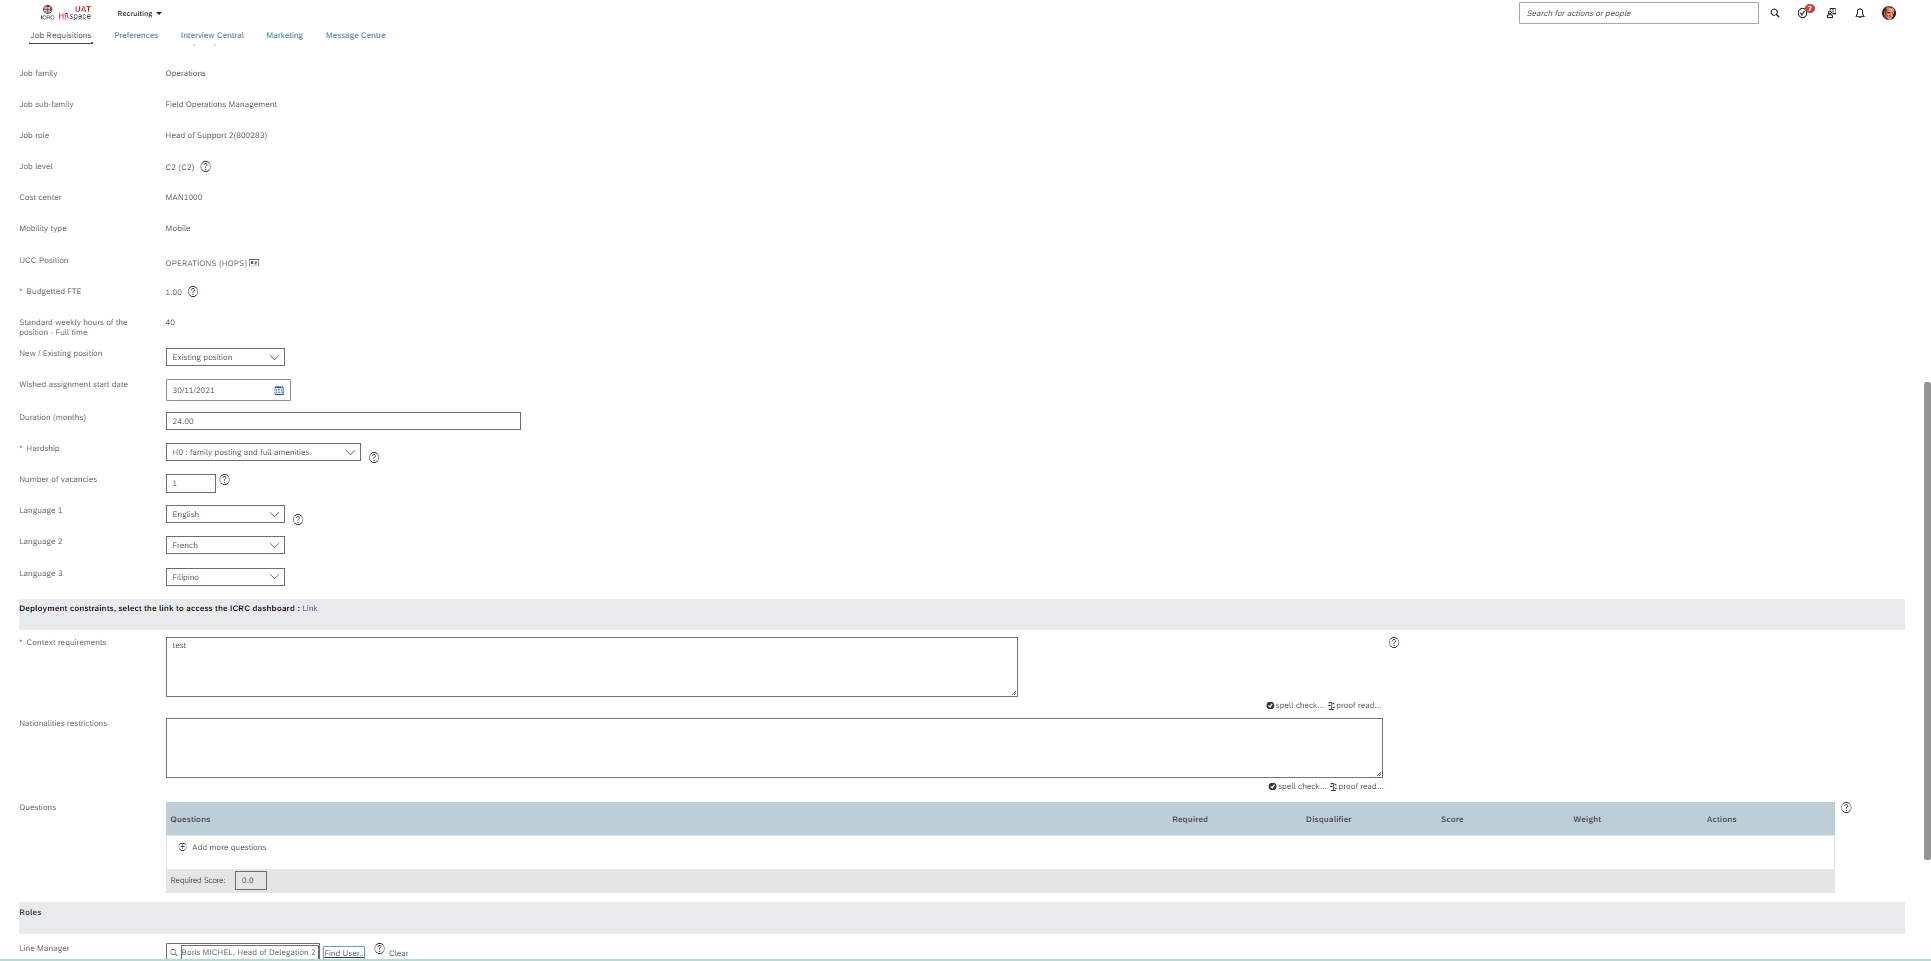 ICRC UAT HRspace Recruiting Search for actions or people 7
Job Requisitions Preferences Interview Central Marketing Message Centre
Job family Operations
Job sub-family Field Operations Management
Job role Head of Support 2(800283)
Job level C2 (C2)
Cost center MAN1000
Mobility type Mobile
UCC Position OPERATIONS (HOPS)
* Budgetted FTE 1.00
Standard weekly hours of the position - Full time 40
New / Existing position Existing position
Wished assignment start date 30/11/2021
Duration (months) 24.00
* Hardship H0 : family posting and full amenities
Number of vacancies 1
Language 1 English
Language 2 French
Language 3 Filipino
Deployment constraints, select the link to access the ICRC dashboard : Link
* Context requirements test
spell check... proof read...
Nationalities restrictions
spell check... proof read...
Questions Questions Required Disqualifier Score Weight Actions
Add more questions
Required Score: 0.0
Roles
Line Manager Boris MICHEL, Head of Delegation 2 Find User... Clear